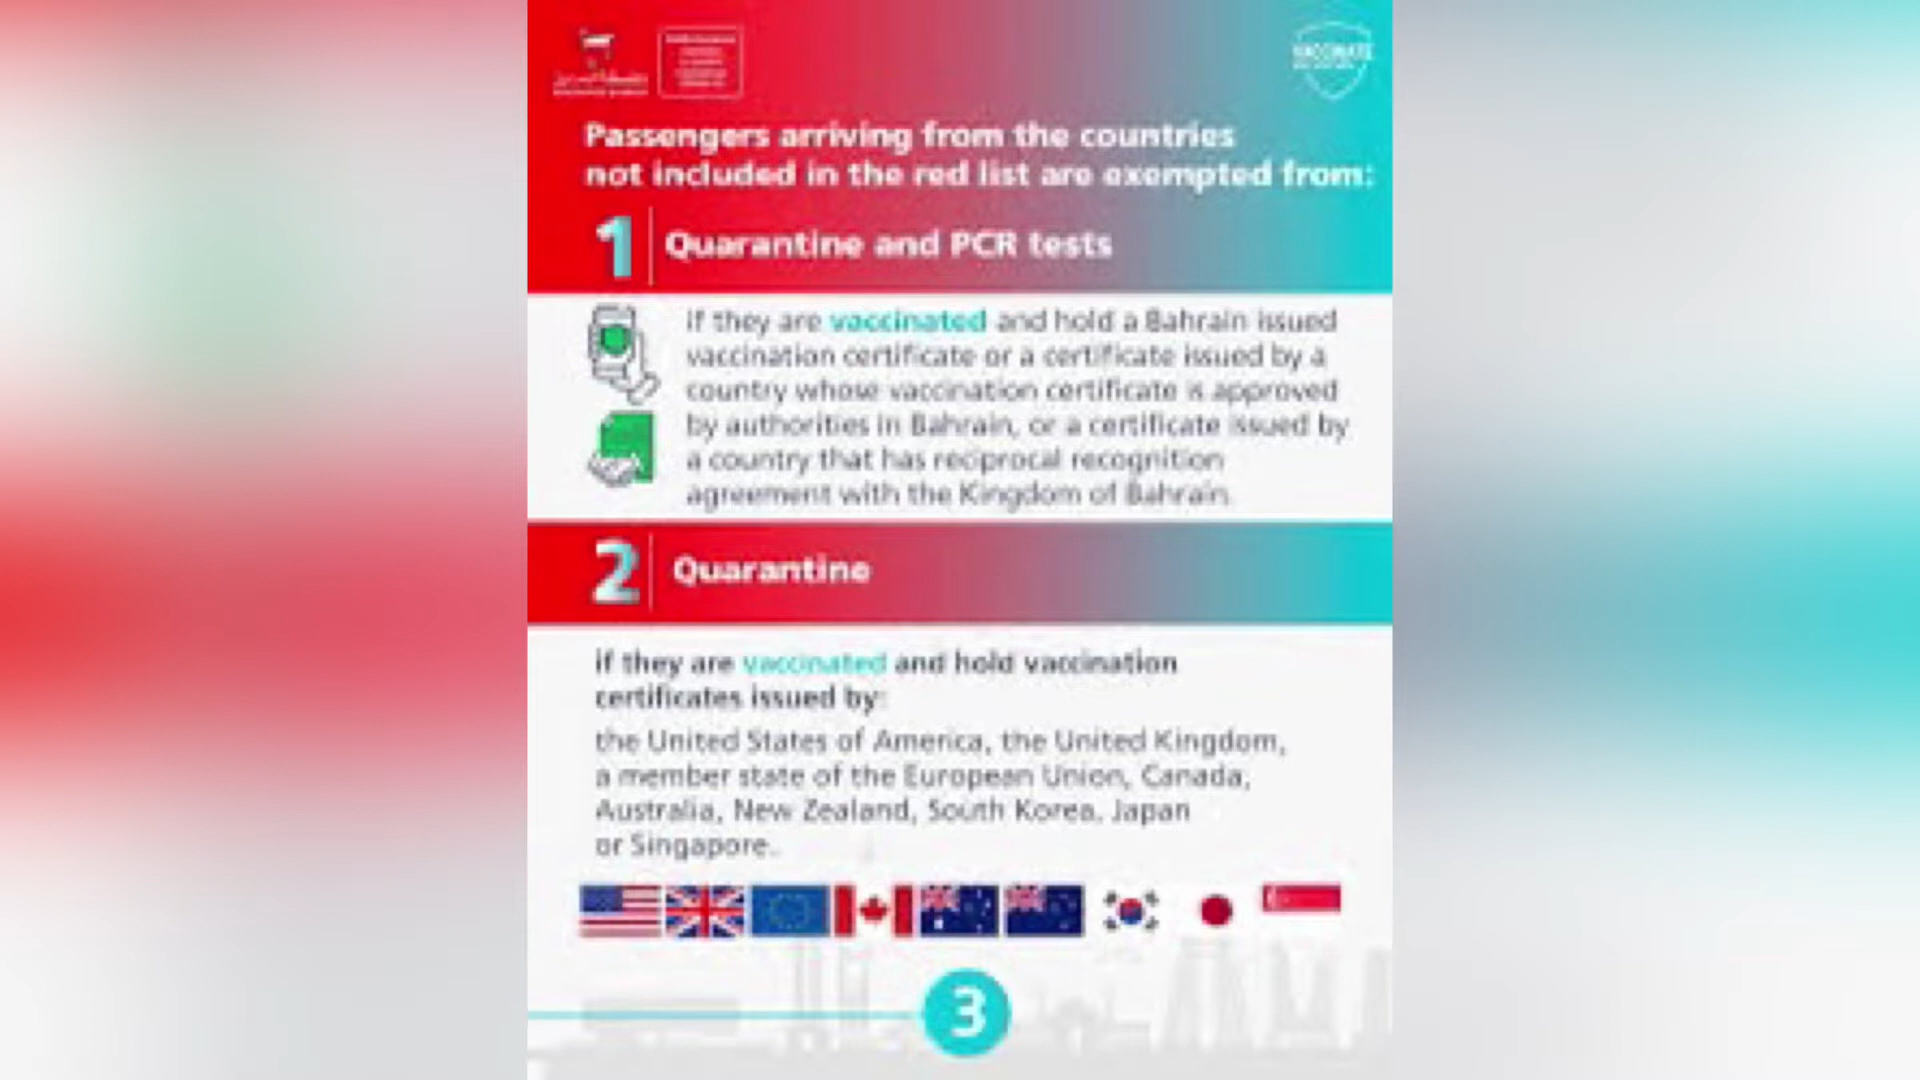 VACCINATE
Passengers arriving from the countries
not included in the red list are exempted from:
1 Quarantine and PCR tests
if they are vaccinated and hold a Bahrain issued
vaccination certificate or a certificate issued by a
country whose vaccination certificate is approved
by authorities in Bahrain, or a certificate issued by
a country that has reciprocal recognition
agreement with the Kingdom of Bahrain.
2 Quarantine
if they are vaccinated and hold vaccination
certificates issued by:
the United States of America, the United Kingdom,
a member state of the European Union, Canada,
Australia, New Zealand, South Korea, Japan
or Singapore.
3